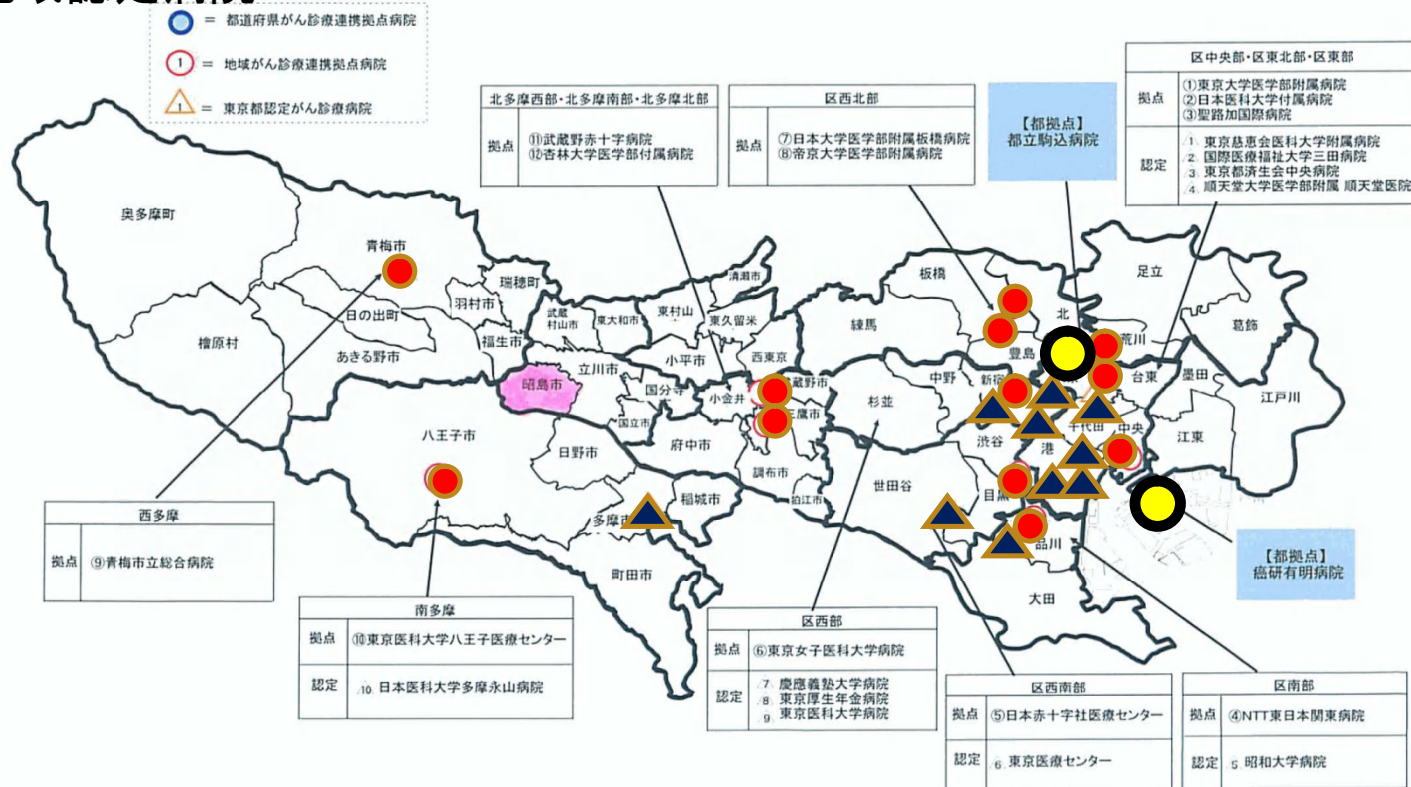 = 都道府県がん診療連携拠点病院
1 = 地域がん診療連携拠点病院
1 = 東京都認定がん診療病院
北多摩西部・北多摩南部・北多摩北部
拠点
⑪武蔵野赤十字病院
⑫杏林大学医学部付属病院
区西北部
拠点
⑦日本大学医学部附属板橋病院
⑧帝京大学医学部附属病院
【都拠点】
都立駒込病院
区中央部・区東北部・区東部
拠点
①東京大学医学部附属病院
②日本医科大学付属病院
③聖路加国際病院
認定
1 東京慈恵会医科大学附属病院
2 国際医療福祉大学三田病院
3 東京都済生会中央病院
4 順天堂大学医学部附属 順天堂医院
奥多摩町
青梅市
瑞穂町
羽村市
日の出町
檜原村
あきる野市
福生市
武蔵
村山市
東大和市
東村山
清瀬市
東久留米
小平市
西東京
昭島市
立川市
国分寺
小金井
蔵野市
国立市
府中市
三鷹市
調布市
狛江市
八王子市
日野市
多摩市
稲城市
町田市
板橋
練馬
北
足立
葛飾
豊島
荒川
中野
新宿
台東
墨田
杉並
千代田
中央
江戸川
渋谷
港
江東
世田谷
目黒
品川
大田
西多摩
拠点
⑨青梅市立総合病院
南多摩
拠点
⑩東京医科大学八王子医療センター
認定
10 日本医科大学多摩永山病院
区西部
拠点
⑥東京女子医科大学病院
認定
7 慶應義塾大学病院
8 東京厚生年金病院
9 東京医科大学病院
区西南部
拠点
⑤日本赤十字社医療センター
認定
6 東京医療センター
区南部
拠点
④NTT東日本関東病院
認定
5 昭和大学病院
【都拠点】
癌研有明病院